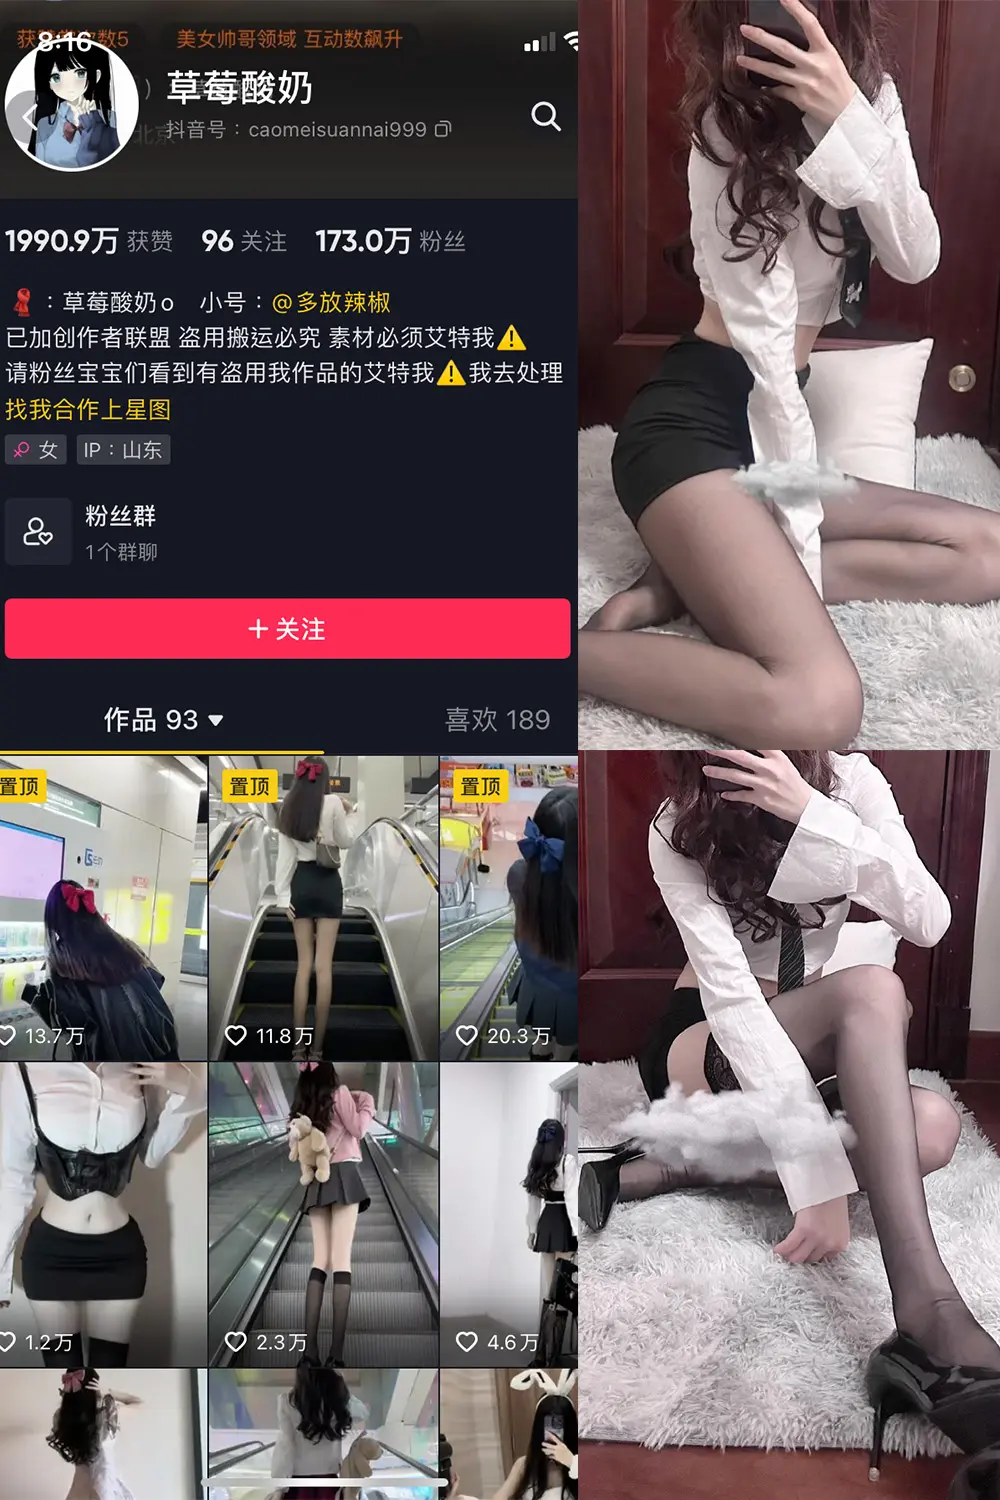 8:16
美女帅哥领域 互动数飙升
草莓酸奶
抖音号：caomeisuannai999
1990.9万 获赞 96 关注 173.0万 粉丝
：草莓酸奶o 小号：@多放辣椒
已加创作者联盟 盗用搬运必究 素材必须艾特我⚠️
请粉丝宝宝们看到有盗用我作品的艾特我⚠️我去处理
找我合作上星图
女 IP：山东
粉丝群
1个群聊
+ 关注
作品 93 喜欢 189
置顶 置顶 置顶
13.7万 11.8万 20.3万
1.2万 2.3万 4.6万